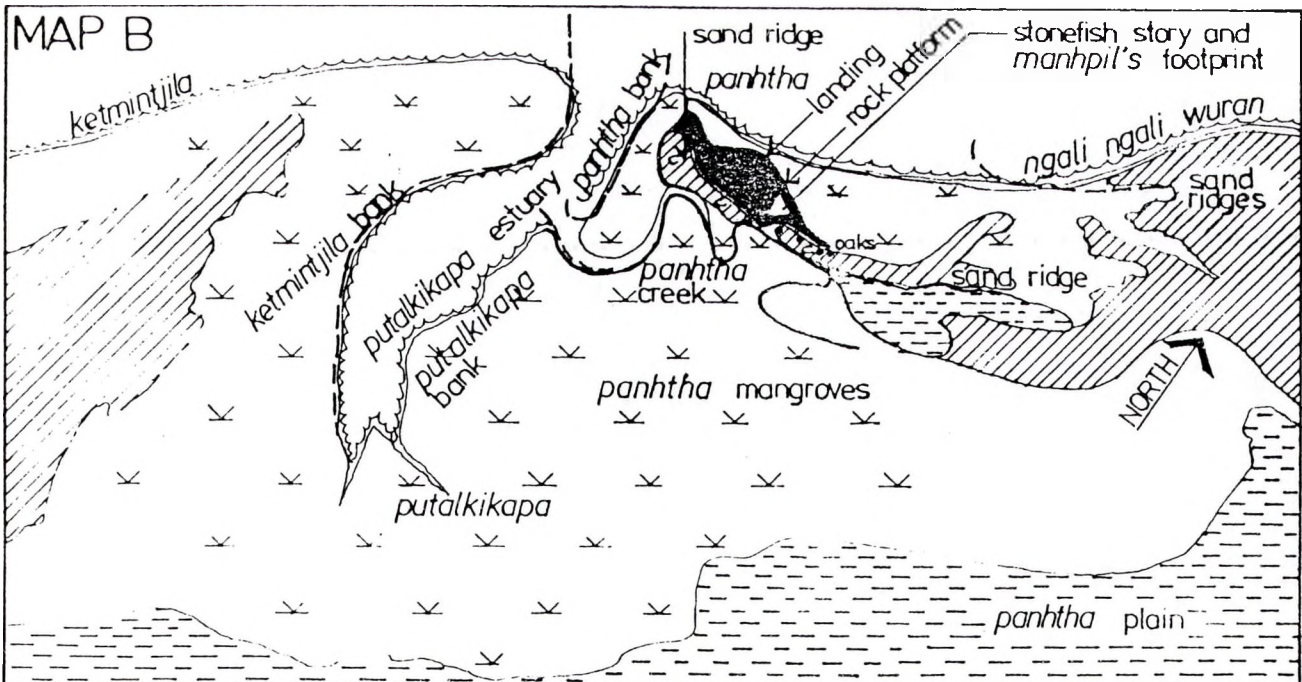 MAP B
sand ridge
panhtha
landing
rock platform
stonefish story and
manhpil's footprint
ketmintjila
panhtha bank
ngali ngali wuran
sand
ridges
estuary
ketmintjila bank
putalkikapa
putalkikapa
bank
panhtha
creek
oaks
sand ridge
panhtha mangroves
NORTH
putalkikapa
panhtha plain